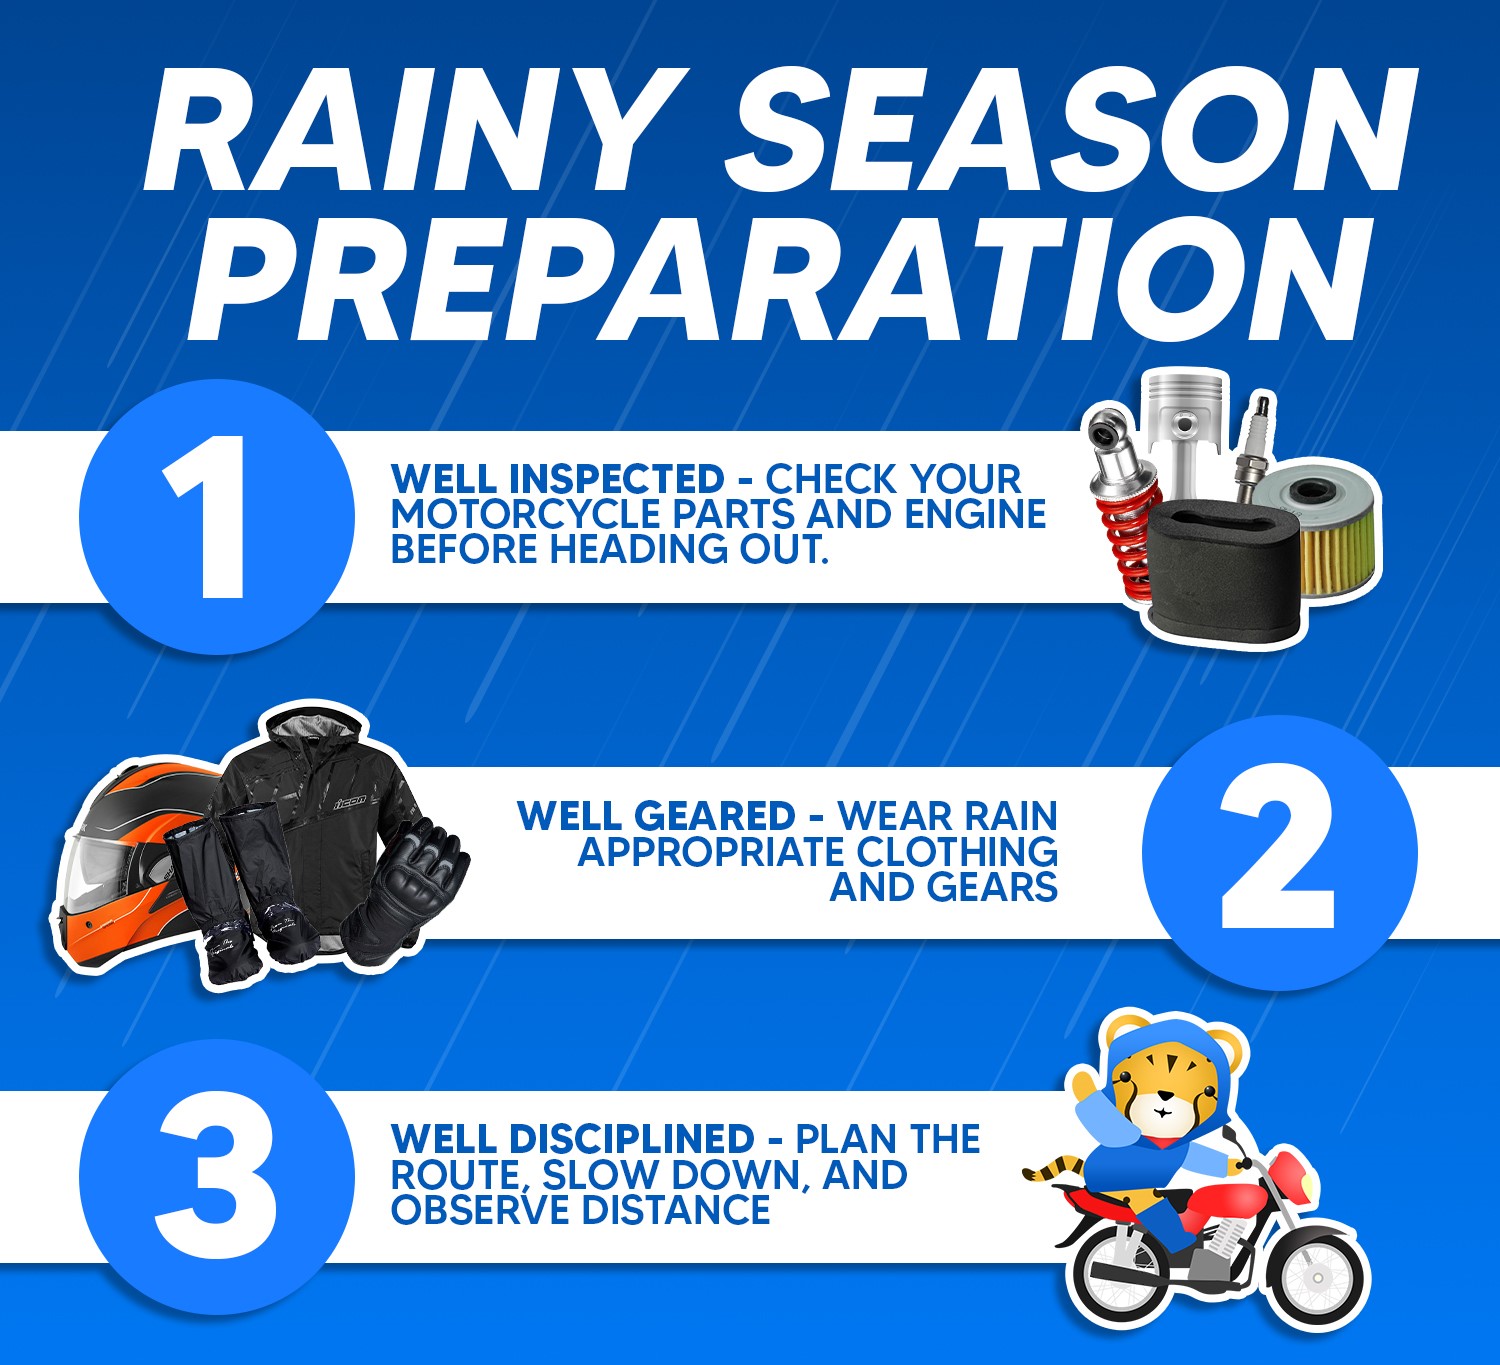 RAINY SEASON
PREPARATION
1
WELL INSPECTED - CHECK YOUR
MOTORCYCLE PARTS AND ENGINE
BEFORE HEADING OUT.
ICON
2
WELL GEARED - WEAR RAIN
APPROPRIATE CLOTHING
AND GEARS
3
WELL DISCIPLINED - PLAN THE
ROUTE, SLOW DOWN, AND
OBSERVE DISTANCE